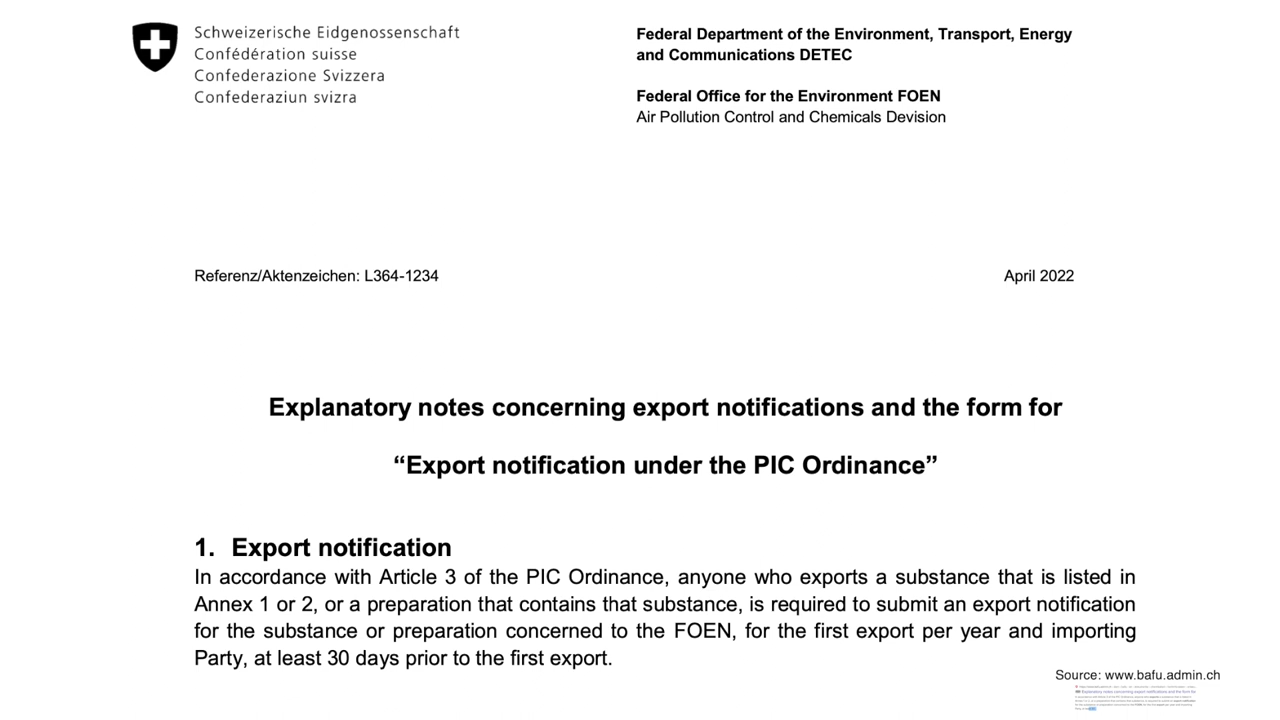 Schweizerische Eidgenossenschaft
Confédération suisse
Confederazione Svizzera
Confederaziun svizra
Federal Department of the Environment, Transport, Energy
and Communications DETEC
Federal Office for the Environment FOEN
Air Pollution Control and Chemicals Devision
Referenz/Aktenzeichen: L364-1234
April 2022
Explanatory notes concerning export notifications and the form for
“Export notification under the PIC Ordinance”
1. Export notification
In accordance with Article 3 of the PIC Ordinance, anyone who exports a substance that is listed in
Annex 1 or 2, or a preparation that contains that substance, is required to submit an export notification
for the substance or preparation concerned to the FOEN, for the first export per year and importing
Party, at least 30 days prior to the first export.
Source: www.bafu.admin.ch